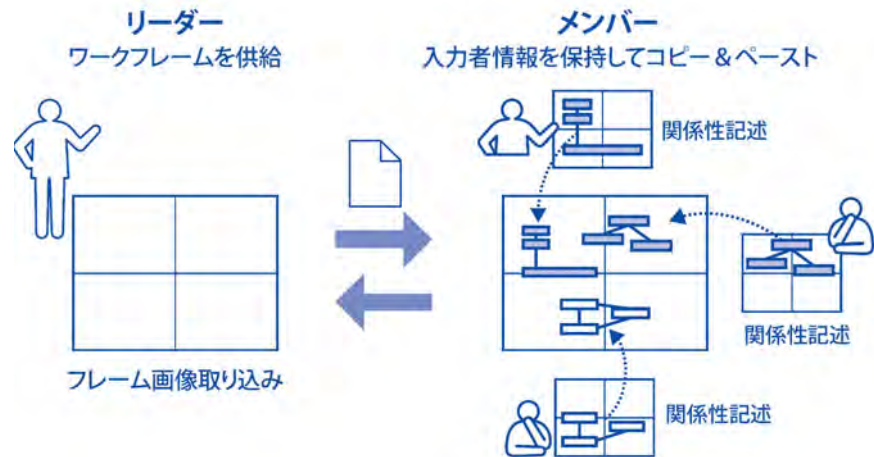 リーダー
ワークフレームを供給
フレーム画像取り込み
メンバー
入力者情報を保持してコピー＆ペースト
関係性記述
関係性記述
関係性記述